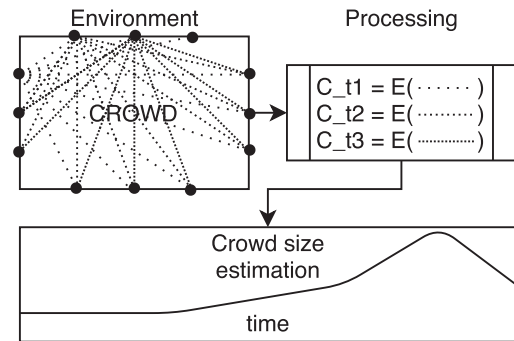 Environment
Processing
CROWD
C_t1 = E( ...... )
C_t2 = E( .......... )
C_t3 = E( .................. )
Crowd size
estimation
time